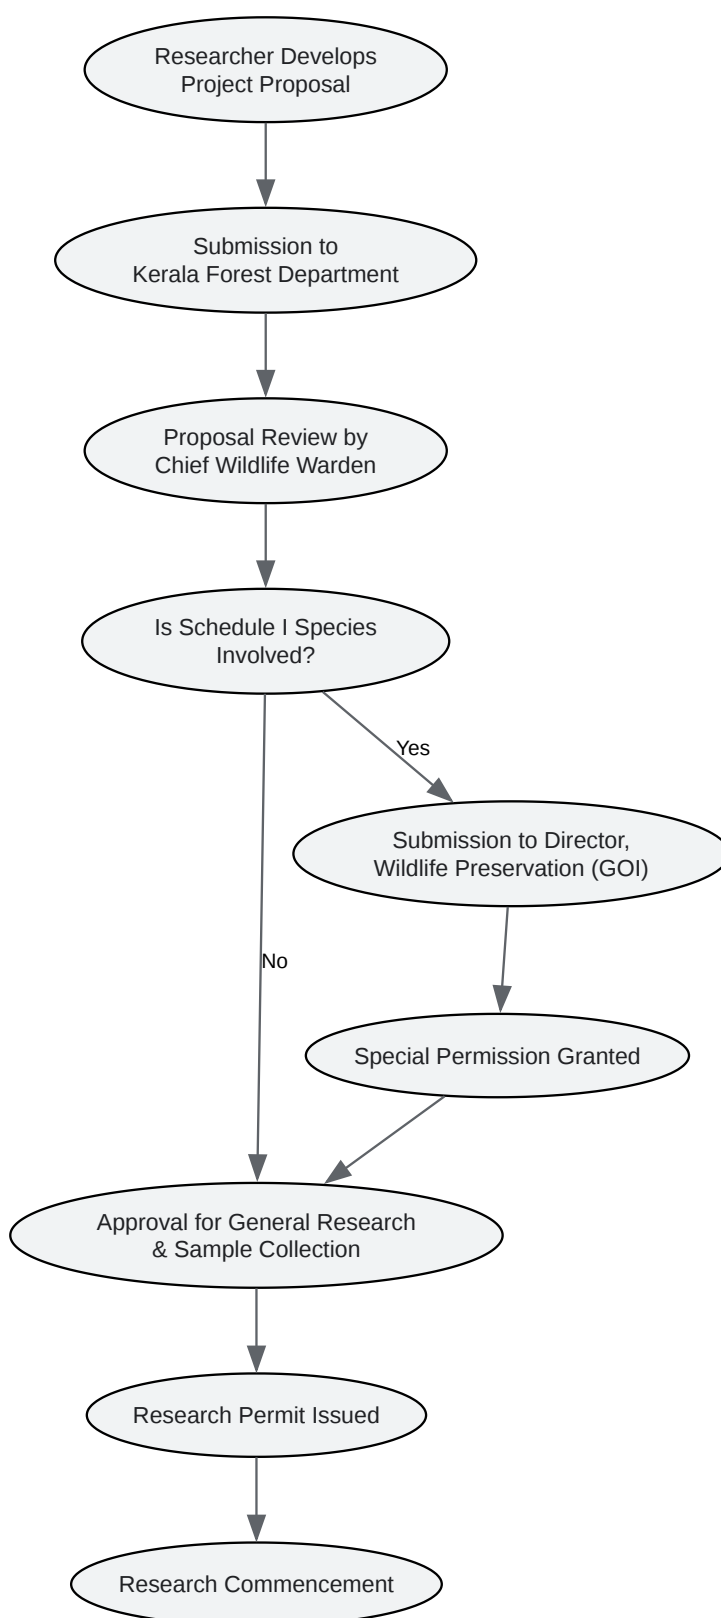 Researcher Develops
Project Proposal
Submission to
Kerala Forest Department
Proposal Review by
Chief Wildlife Warden
Is Schedule I Species
Involved?
Yes
Submission to Director,
Wildlife Preservation (GOI)
No
Special Permission Granted
Approval for General Research
& Sample Collection
Research Permit Issued
Research Commencement